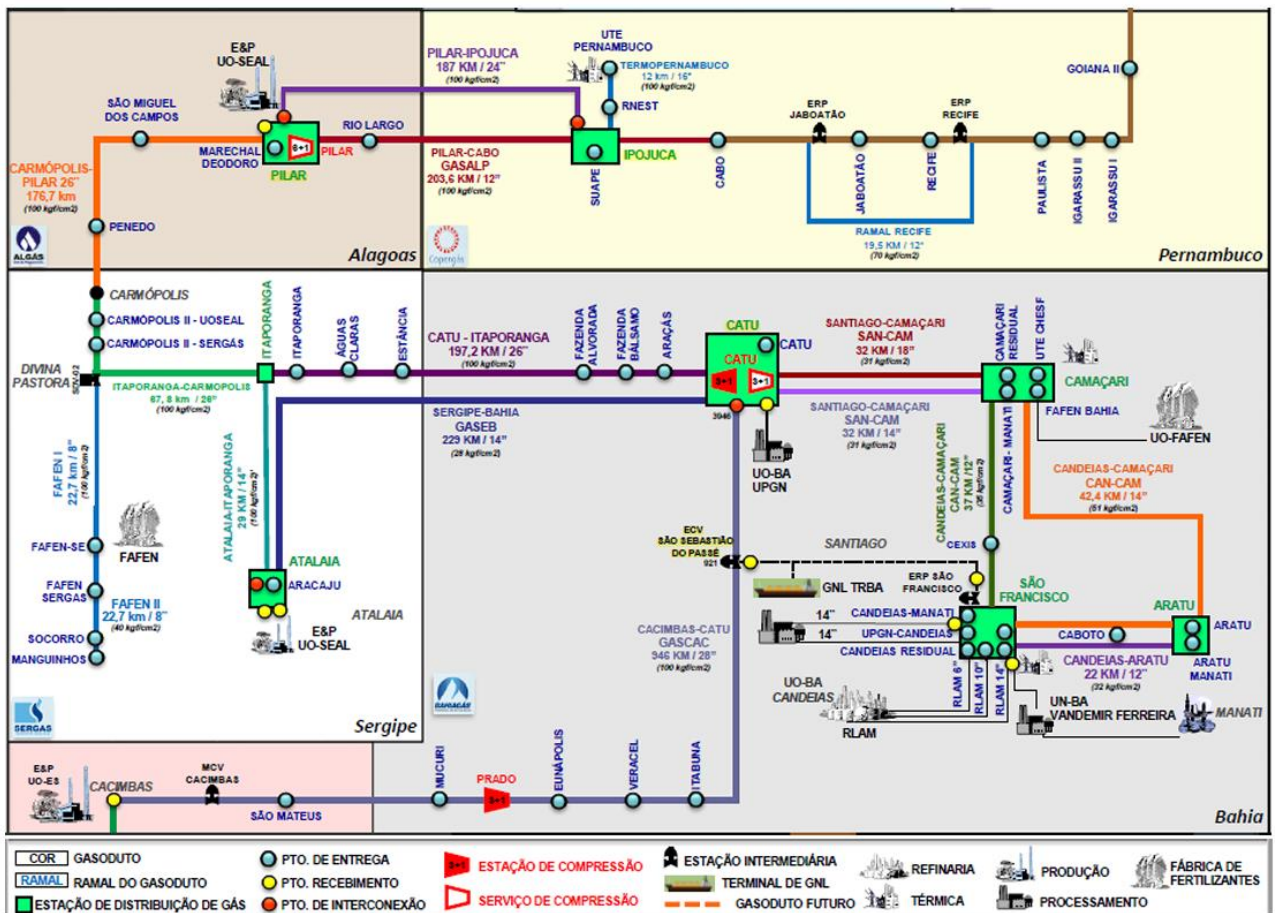 E&P
UO-SEAL
SÃO MIGUEL
DOS CAMPOS
MARECHAL
DEODORO
8+1
PILAR
PILAR
RIO LARGO
CARMÓPOLIS-
PILAR 26"
176,7 km
(100 kgf/cm2)
PENEDO
ALGÁS
Alagoas
PILAR-IPOJUCA
187 KM / 24"
(100 kgf/cm2)
UTE
PERNAMBUCO
TERMOPERNAMBUCO
12 km / 16"
(100 kgf/cm2)
RNEST
PILAR-CABO
GASALP
203,6 KM / 12"
(100 kgf/cm2)
IPOJUCA
SUAPE
CABO
ERP
JABOATÃO
JABOATÃO
RECIFE
ERP
RECIFE
RAMAL RECIFE
19,5 KM / 12"
(70 kgf/cm2)
PAULISTA
IGARASSU II
IGARASSU I
GOIANA II
Copergás
Pernambuco
CARMÓPOLIS
CARMÓPOLIS II - UOSEAL
CARMÓPOLIS II - SERGÁS
DIVINA
PASTORA
SDV-02
ITAPORANGA-CARMOPOLIS
67, 8 km / 26"
(100 kgf/cm2)
ITAPORANGA
ITAPORANGA
ÁGUAS
CLARAS
ESTÂNCIA
FAFEN I
22,7 km / 8"
(100 kgf/cm2)
FAFEN
FAFEN-SE
FAFEN
SERGAS
FAFEN II
22,7 km / 8"
(40 kgf/cm2)
SOCORRO
MANGUINHOS
ATALAIA-ITAPORANGA
29 KM / 14"
(100 kgf/cm2)
ATALAIA
ARACAJU
ATALAIA
E&P
UO-SEAL
SERGAS
Sergipe
CATU - ITAPORANGA
197,2 KM / 26"
(100 kgf/cm2)
FAZENDA
ALVORADA
FAZENDA
BÁLSAMO
ARAÇÁS
SERGIPE-BAHIA
GASEB
229 KM / 14"
(28 kgf/cm2)
CATU
CATU
CATU
3+1
3946
UO-BA
UPGN
SANTIAGO-CAMAÇARI
SAN-CAM
32 KM / 18"
(31 kgf/cm2)
SANTIAGO-CAMAÇARI
SAN-CAM
32 KM / 14"
(31 kgf/cm2)
CAMAÇARI
RESIDUAL
UTE CHESF
CAMAÇARI
FAFEN BAHIA
UO-FAFEN
CAMAÇARI - MANATI
CANDEIAS-CAMAÇARI
CAN-CAM
37 KM /12"
CANDEIAS-CAMAÇARI
CAN-CAM
42,4 KM / 14"
(51 kgf/cm2)
ECV
SÃO SEBASTIÃO
DO PASSÉ
921
SANTIAGO
CEXIS
GNL TRBA
ERP SÃO
FRANCISCO
SÃO
FRANCISCO
14"
CANDEIAS-MANATI
14"
UPGN-CANDEIAS
CANDEIAS RESIDUAL
ARATU
ARATU
ARATU
MANATI
CABOTO
CANDEIAS-ARATU
22 KM / 12"
(32 kgf/cm2)
CACIMBAS-CATU
GASCAC
946 KM / 28"
(100 kgf/cm2)
UO-BA
CANDEIAS
RLAM
RLAM 6"
RLAM 10"
RLAM 14"
UN-BA
VANDEMIR FERREIRA
MANATI
BAHIAGÁS
Bahia
E&P
UO-ES
CACIMBAS
MCV
CACIMBAS
SÃO MATEUS
MUCURI
PRADO
3+1
EUNÁPOLIS
VERACEL
ITABUNA
COR
GASODUTO
RAMAL
RAMAL DO GASODUTO
ESTAÇÃO DE DISTRIBUIÇÃO DE GÁS
PTO. DE ENTREGA
PTO. RECEBIMENTO
PTO. DE INTERCONEXÃO
ESTAÇÃO DE COMPRESSÃO
SERVIÇO DE COMPRESSÃO
ESTAÇÃO INTERMEDIÁRIA
TERMINAL DE GNL
GASODUTO FUTURO
REFINARIA
TÉRMICA
PRODUÇÃO
PROCESSAMENTO
FÁBRICA DE
FERTILIZANTES